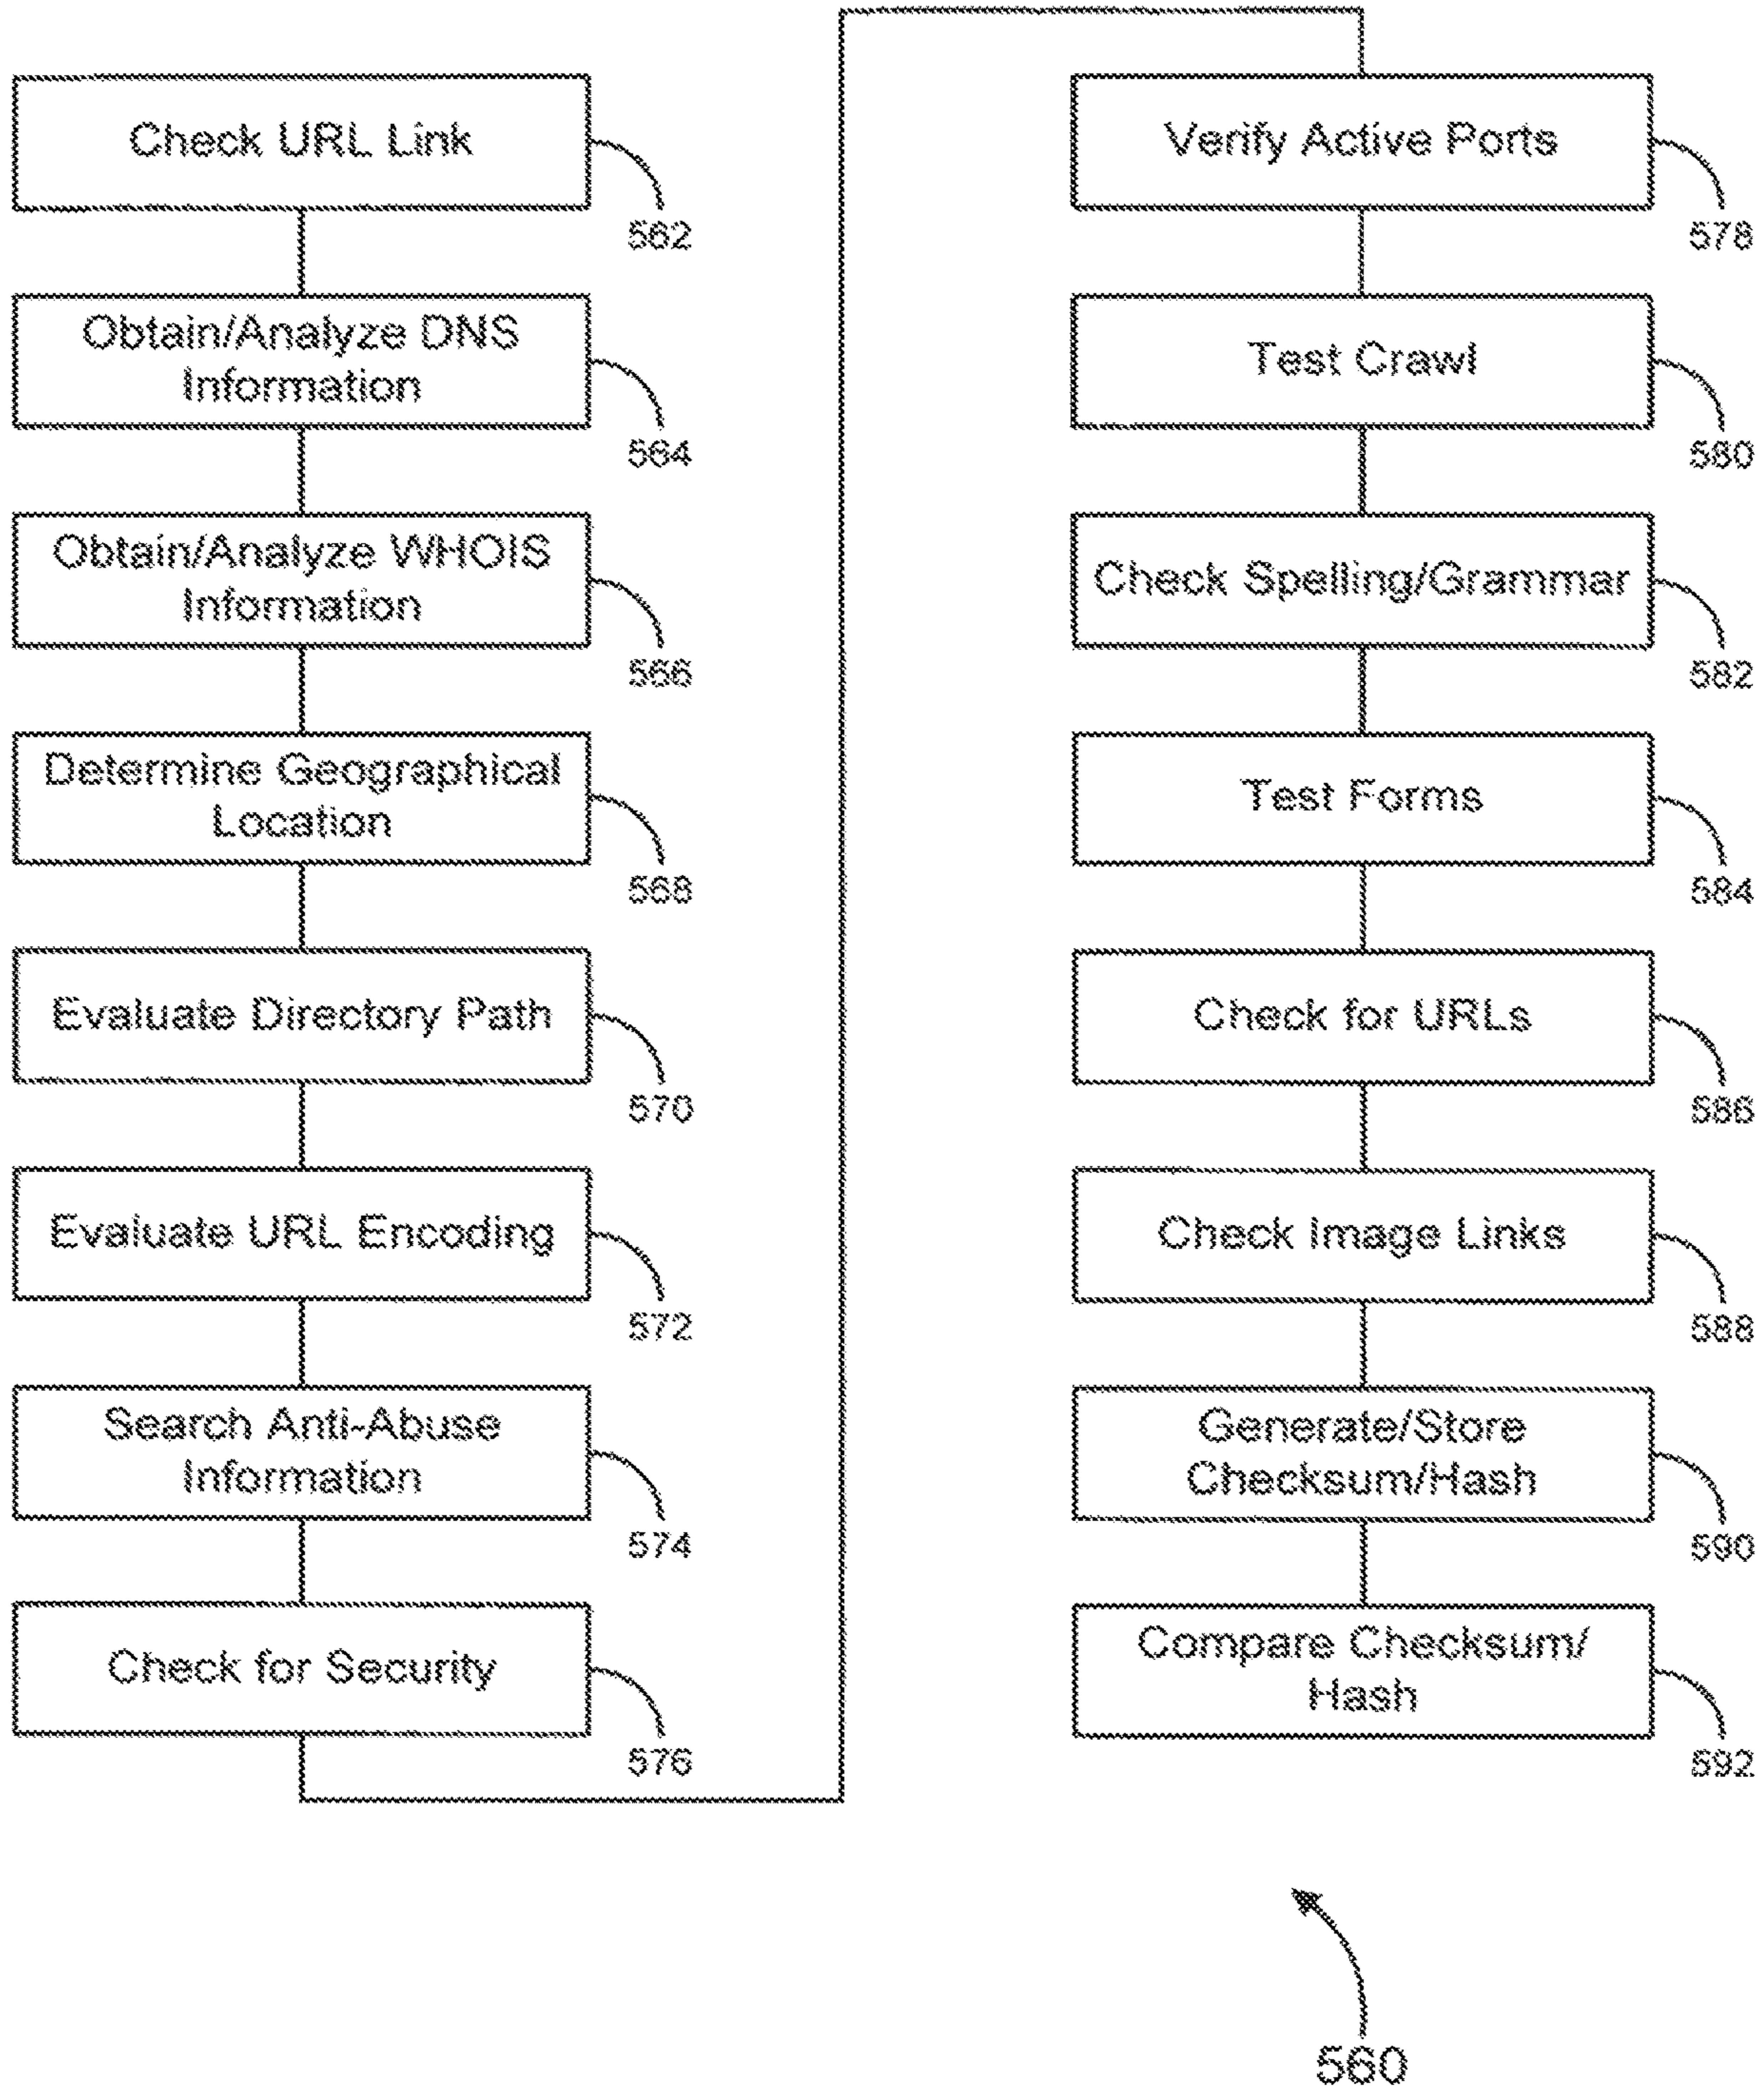 Check URL Link
562
Obtain/Analyze DNS
Information
564
Obtain/Analyze WHOIS
Information
566
Determine Geographical
Location
568
Evaluate Directory Path
570
Evaluate URL Encoding
572
Search Anti-Abuse
Information
574
Check for Security
576
Verify Active Ports
578
Test Crawl
580
Check Spelling/Grammar
582
Test Forms
584
Check for URLs
586
Check Image Links
588
Generate/Store
Checksum/Hash
590
Compare Checksum/
Hash
592
560